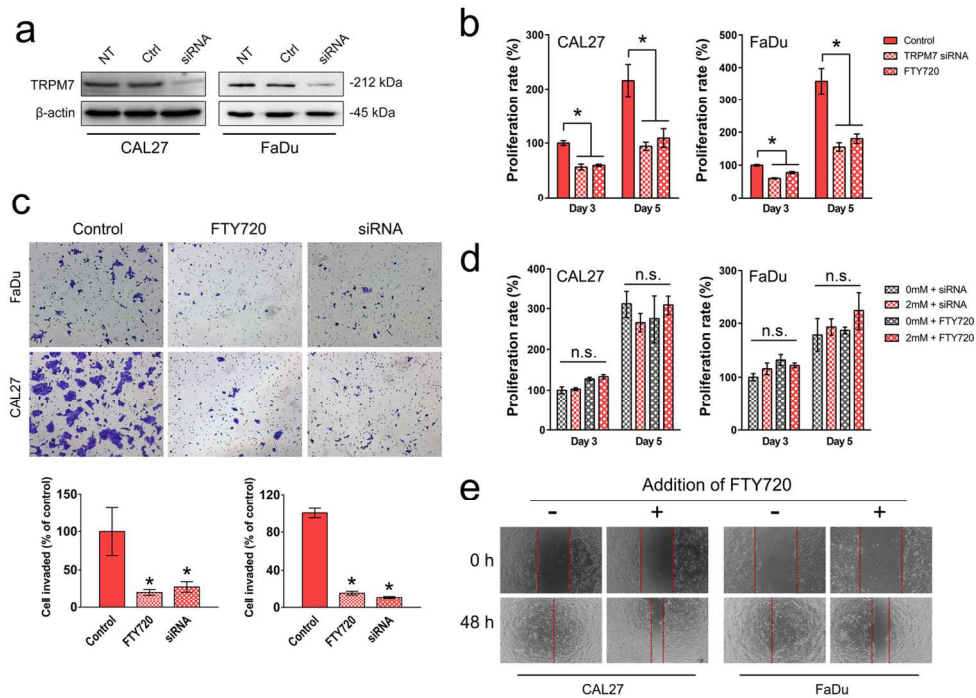 a
NT Ctrl siRNA NT Ctrl siRNA
TRPM7 -212 kDa
β-actin -45 kDa
CAL27 FaDu
b
CAL27
Proliferation rate (%)
300
200
100
0
Day 3 Day 5
FaDu
Proliferation rate (%)
500
400
300
200
100
0
Day 3 Day 5
* * * *
Control
TRPM7 siRNA
FTY720
c
Control FTY720 siRNA
FaDu
CAL27
Cell invaded (% of control)
150
100
50
0
* *
Control FTY720 siRNA
Cell invaded (% of control)
120
100
80
60
40
20
0
* *
Control FTY720 siRNA
d
CAL27
Proliferation rate (%)
400
300
200
100
0
n.s. n.s.
Day 3 Day 5
FaDu
Proliferation rate (%)
300
200
100
0
n.s. n.s.
Day 3 Day 5
0mM + siRNA
2mM + siRNA
0mM + FTY720
2mM + FTY720
e
Addition of FTY720
- + - +
0 h
48 h
CAL27 FaDu